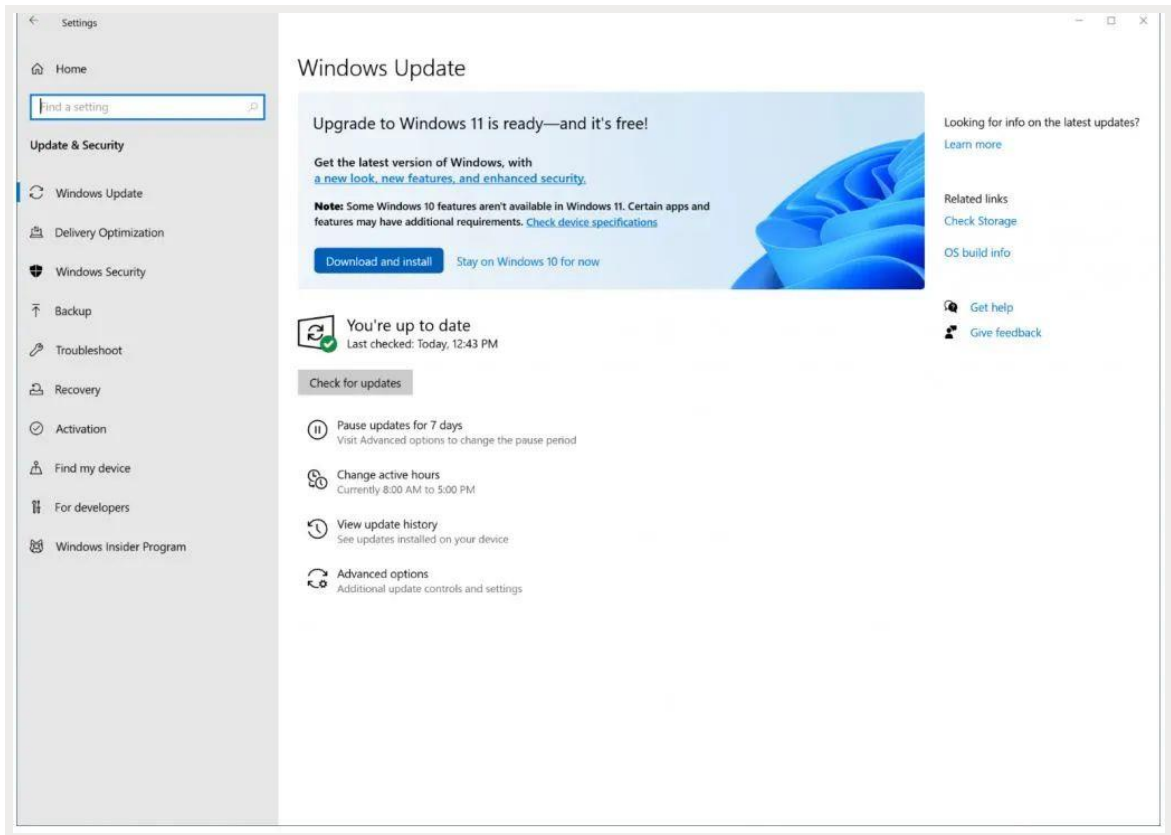 Settings
Home
Find a setting
Update & Security
Windows Update
Delivery Optimization
Windows Security
Backup
Troubleshoot
Recovery
Activation
Find my device
For developers
Windows Insider Program
Windows Update
Upgrade to Windows 11 is ready—and it's free!
Get the latest version of Windows, with
a new look, new features, and enhanced security.
Note: Some Windows 10 features aren't available in Windows 11. Certain apps and
features may have additional requirements. Check device specifications
Download and install
Stay on Windows 10 for now
You're up to date
Last checked: Today, 12:43 PM
Check for updates
Pause updates for 7 days
Visit Advanced options to change the pause period
Change active hours
Currently 8:00 AM to 5:00 PM
View update history
See updates installed on your device
Advanced options
Additional update controls and settings
Looking for info on the latest updates?
Learn more
Related links
Check Storage
OS build info
Get help
Give feedback